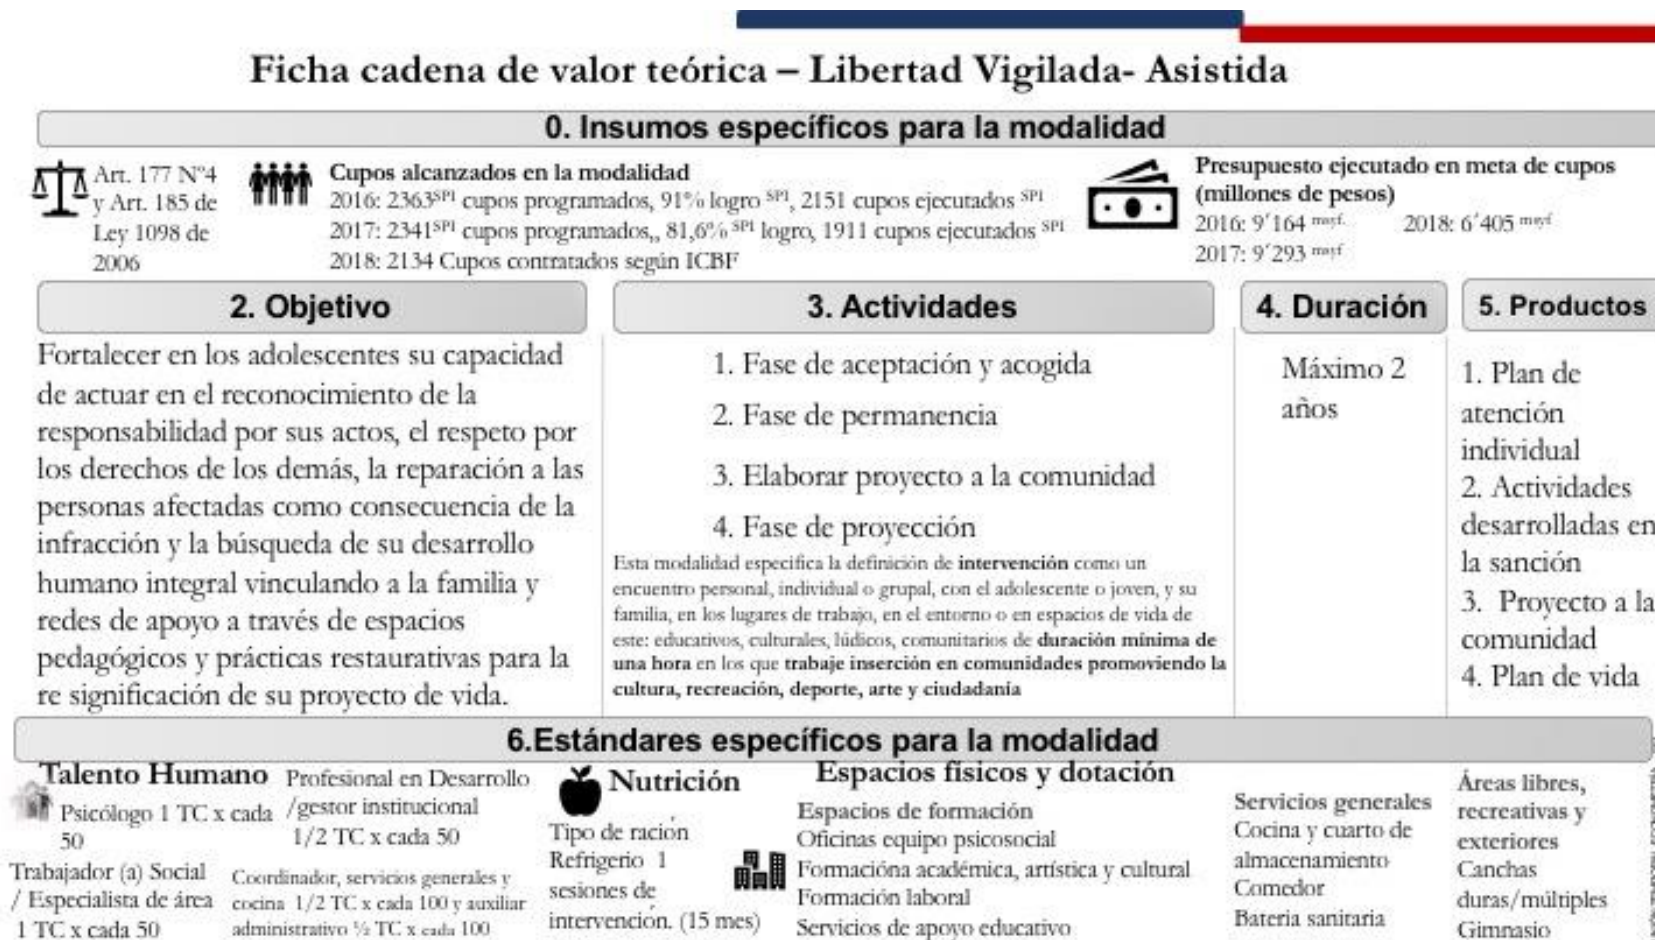 Ficha cadena de valor teórica – Libertad Vigilada- Asistida
0. Insumos específicos para la modalidad
Art. 177 N°4
y Art. 185 de
Ley 1098 de
2006
Cupos alcanzados en la modalidad
2016: 2363SPI cupos programados, 91% logro SPI, 2151 cupos ejecutados SPI
2017: 2341SPI cupos programados,, 81,6% SPI logro, 1911 cupos ejecutados SPI
2018: 2134 Cupos contratados según ICBF
Presupuesto ejecutado en meta de cupos
(millones de pesos)
2016: 9´164 msyf. 2018: 6´405 msyf
2017: 9´293 msyf
2. Objetivo
Fortalecer en los adolescentes su capacidad
de actuar en el reconocimiento de la
responsabilidad por sus actos, el respeto por
los derechos de los demás, la reparación a las
personas afectadas como consecuencia de la
infracción y la búsqueda de su desarrollo
humano integral vinculando a la familia y
redes de apoyo a través de espacios
pedagógicos y prácticas restaurativas para la
re significación de su proyecto de vida.
3. Actividades
1. Fase de aceptación y acogida
2. Fase de permanencia
3. Elaborar proyecto a la comunidad
4. Fase de proyección
Esta modalidad especifica la definición de intervención como un
encuentro personal, individual o grupal, con el adolescente o joven, y su
familia, en los lugares de trabajo, en el entorno o en espacios de vida de
este: educativos, culturales, lúdicos, comunitarios de duración mínima de
una hora en los que trabaje inserción en comunidades promoviendo la
cultura, recreación, deporte, arte y ciudadanía
4. Duración
Máximo 2
años
5. Productos
1. Plan de
atención
individual
2. Actividades
desarrolladas en
la sanción
3. Proyecto a la
comunidad
4. Plan de vida
6.Estándares específicos para la modalidad
Talento Humano
Psicólogo 1 TC x cada
50
Trabajador (a) Social
/ Especialista de área
1 TC x cada 50
Profesional en Desarrollo
/gestor institucional
1/2 TC x cada 50
Coordinador, servicios generales y
cocina 1/2 TC x cada 100 y auxiliar
administrativo ½ TC x cada 100
Nutrición
Tipo de ración
Refrigerio 1
sesiones de
intervención. (15 mes)
Espacios físicos y dotación
Espacios de formación
Oficinas equipo psicosocial
Formacióna académica, artística y cultural
Formación laboral
Servicios de apoyo educativo
Servicios generales
Cocina y cuarto de
almacenamiento
Comedor
Bateria sanitaria
Áreas libres,
recreativas y
exteriores
Canchas
duras/múltiples
Gimnasio